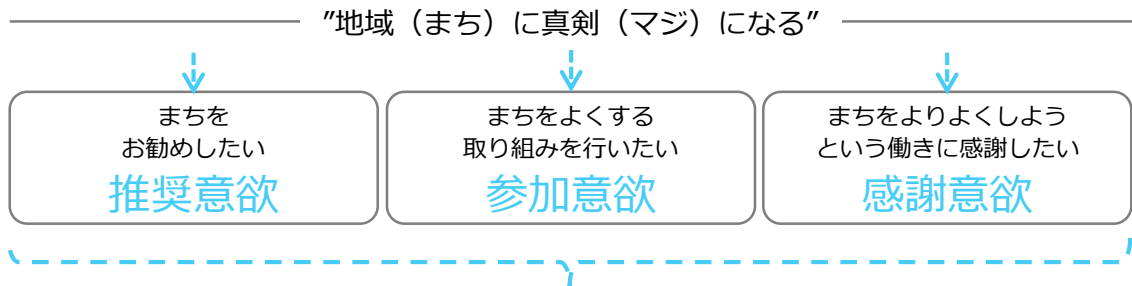 ”地域（まち）に真剣（マジ）になる”
まちを
お勧めしたい
推奨意欲
まちをよくする
取り組みを行いたい
参加意欲
まちをよりよくしよう
という働きに感謝したい
感謝意欲